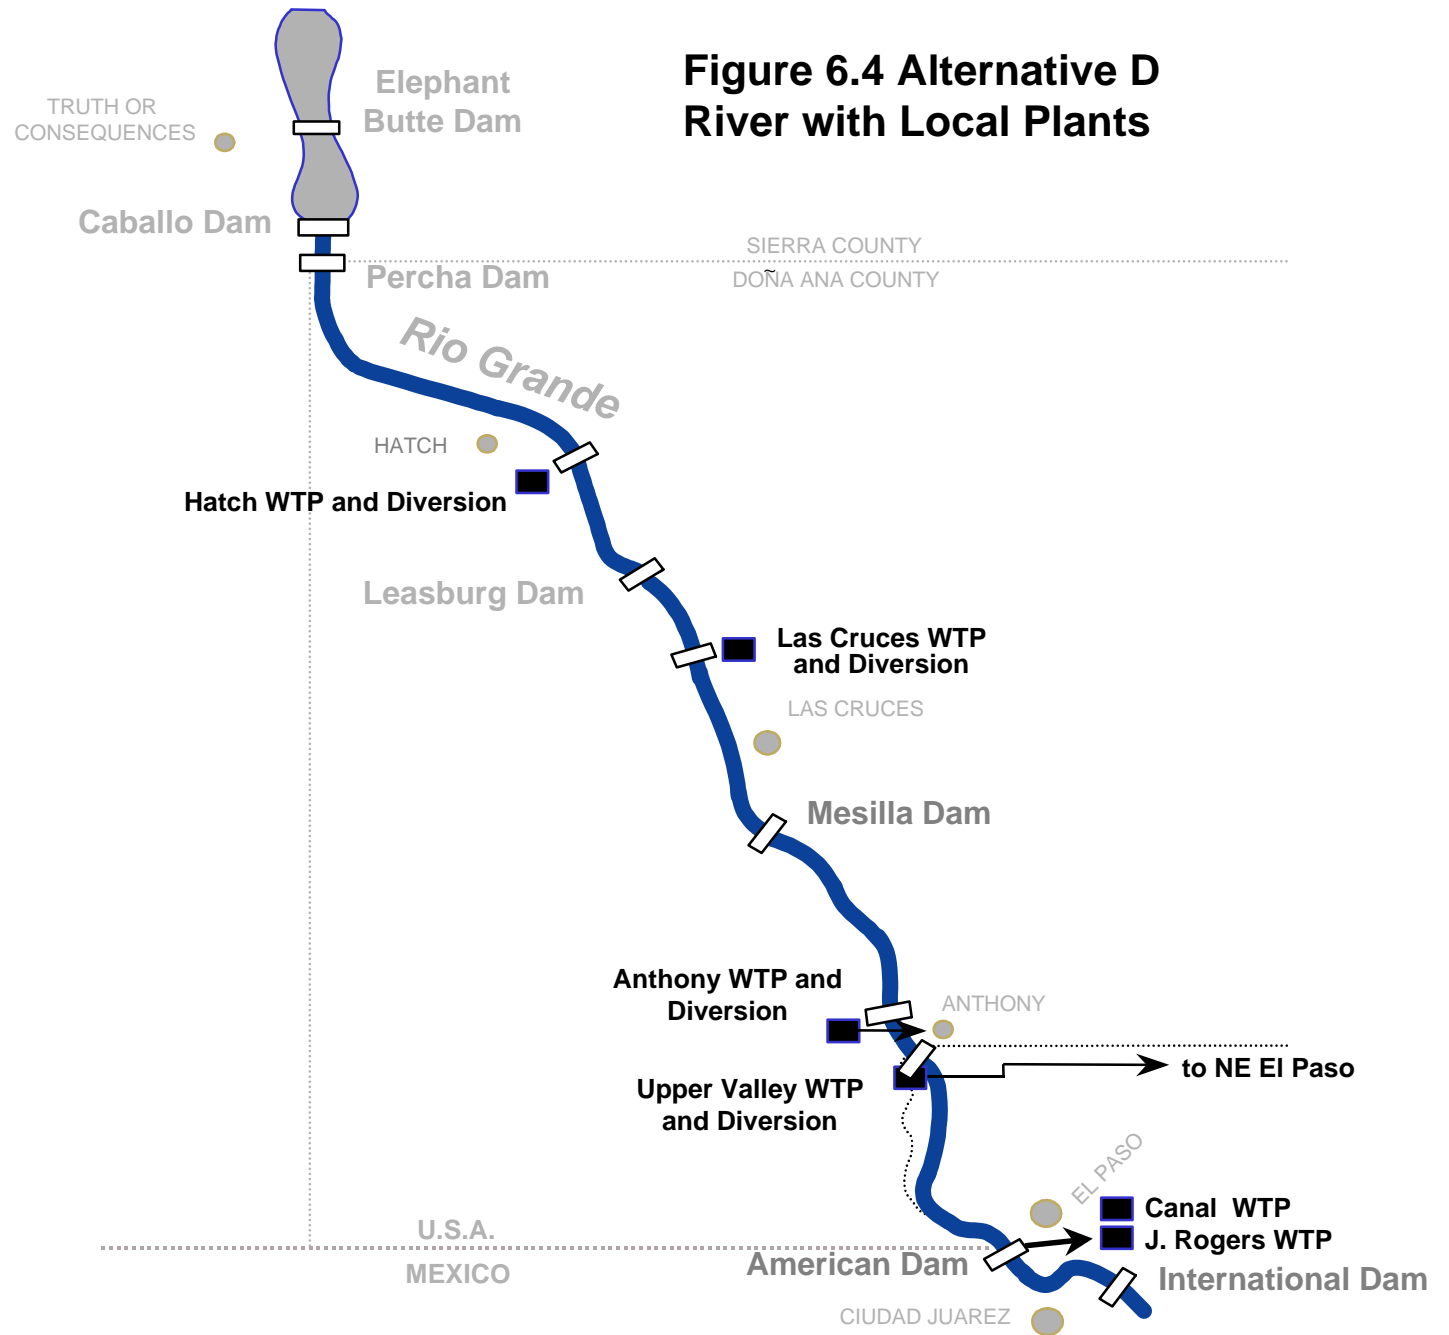 Figure 6.4 Alternative D
River with Local Plants
Elephant
Butte Dam
TRUTH OR
CONSEQUENCES
Caballo Dam
SIERRA COUNTY
Percha Dam
DOÑA ANA COUNTY
Rio Grande
HATCH
Hatch WTP and Diversion
Leasburg Dam
Las Cruces WTP
and Diversion
LAS CRUCES
Mesilla Dam
Anthony WTP and
Diversion
ANTHONY
to NE El Paso
Upper Valley WTP
and Diversion
EL PASO
Canal WTP
J. Rogers WTP
U.S.A.
MEXICO
American Dam
International Dam
CIUDAD JUAREZ